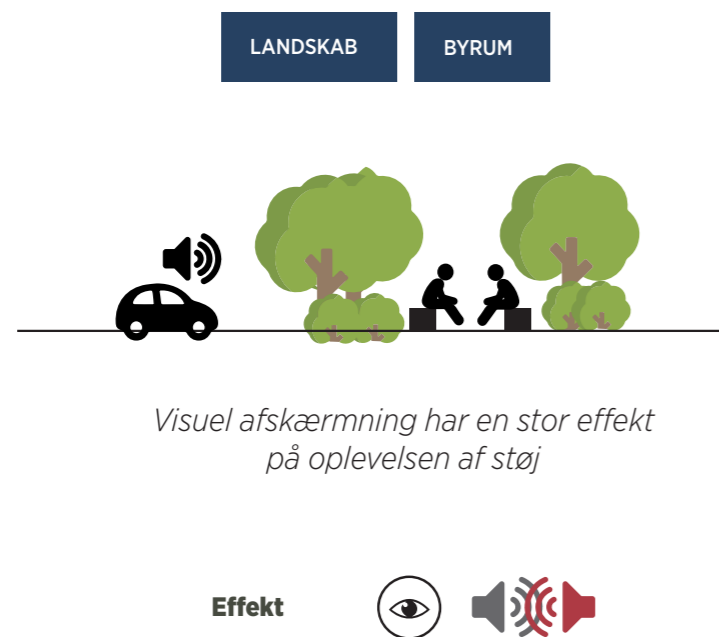 LANDSKAB
BYRUM
Visuel afskærmning har en stor effekt
på oplevelsen af støj
Effekt